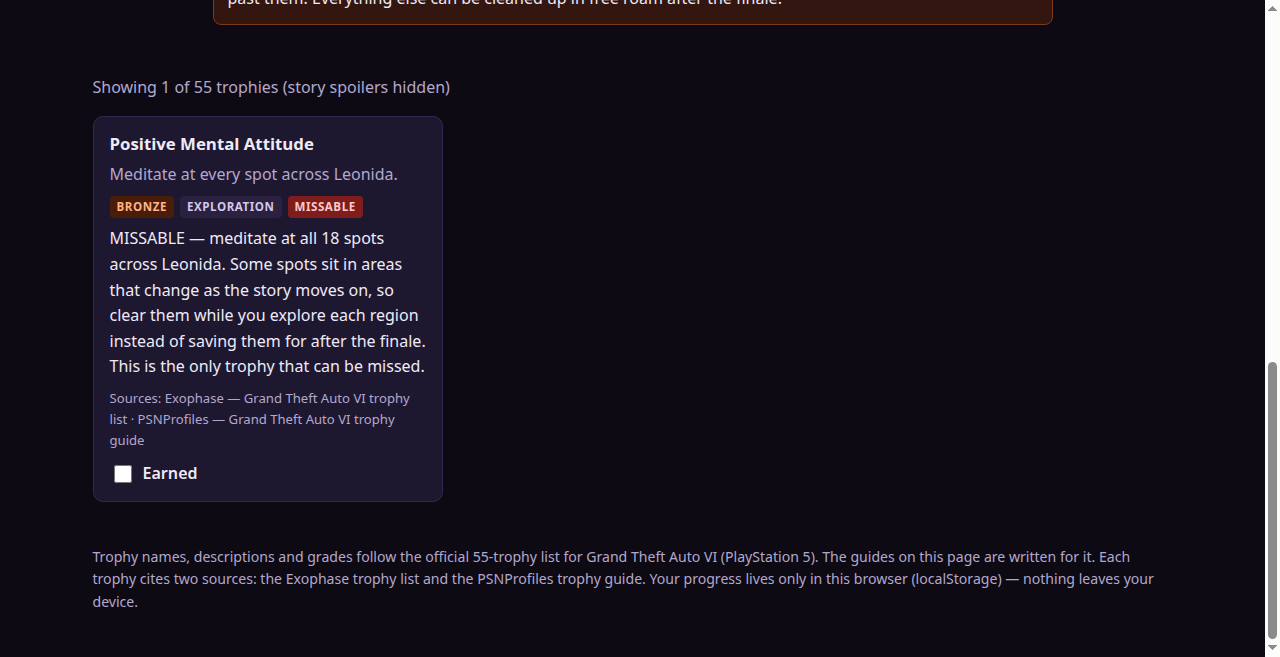 past them. Everything else can be cleaned up in free roam after the finale.
Showing 1 of 55 trophies (story spoilers hidden)
Positive Mental Attitude
Meditate at every spot across Leonida.
BRONZE EXPLORATION MISSABLE
MISSABLE — meditate at all 18 spots
across Leonida. Some spots sit in areas
that change as the story moves on, so
clear them while you explore each region
instead of saving them for after the finale.
This is the only trophy that can be missed.
Sources: Exophase — Grand Theft Auto VI trophy
list · PSNProfiles — Grand Theft Auto VI trophy
guide
Earned
Trophy names, descriptions and grades follow the official 55-trophy list for Grand Theft Auto VI (PlayStation 5). The guides on this page are written for it. Each
trophy cites two sources: the Exophase trophy list and the PSNProfiles trophy guide. Your progress lives only in this browser (localStorage) — nothing leaves your
device.